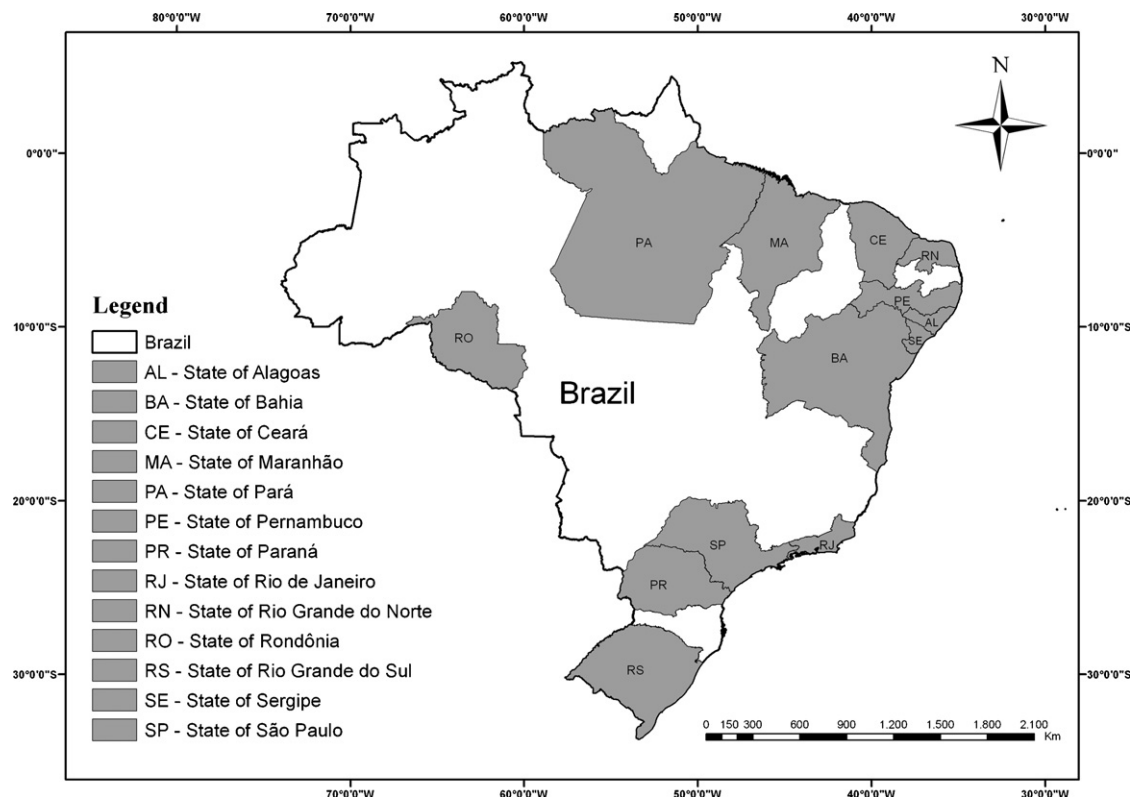 80°0'0"W 60°0'0"W 50°0'0"W 40°0'0"W 30°0'0"W
N
0°0'0" 0°0'0"
PA MA CE
RN
PE
AL
SE
BA
RO
10°0'0"S 10°0'0"S
Brazil
20°0'0"S 20°0'0"S
SP RJ
PR
RS
30°0'0"S 30°0'0"S
Legend
Brazil
AL - State of Alagoas
BA - State of Bahia
CE - State of Ceará
MA - State of Maranhão
PA - State of Pará
PE - State of Pernambuco
PR - State of Paraná
RJ - State of Rio de Janeiro
RN - State of Rio Grande do Norte
RO - State of Rondônia
RS - State of Rio Grande do Sul
SE - State of Sergipe
SP - State of São Paulo
0 150 300 600 900 1.200 1.500 1.800 2.100
Km
70°0'0"W 60°0'0"W 50°0'0"W 40°0'0"W 30°0'0"W